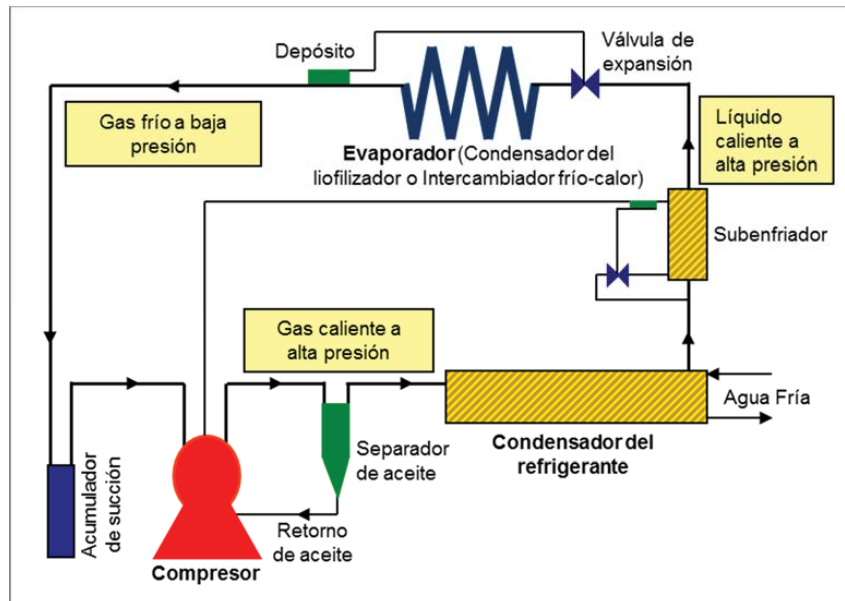 Depósito
Válvula de
expansión
Gas frío a baja
presión
Líquido
caliente a
alta presión
Evaporador (Condensador del
liofilizador o Intercambiador frío-calor)
Subenfriador
Gas caliente a
alta presión
Agua Fría
Separador
de aceite
Condensador del
refrigerante
Acumulador
de succión
Retorno
de aceite
Compresor